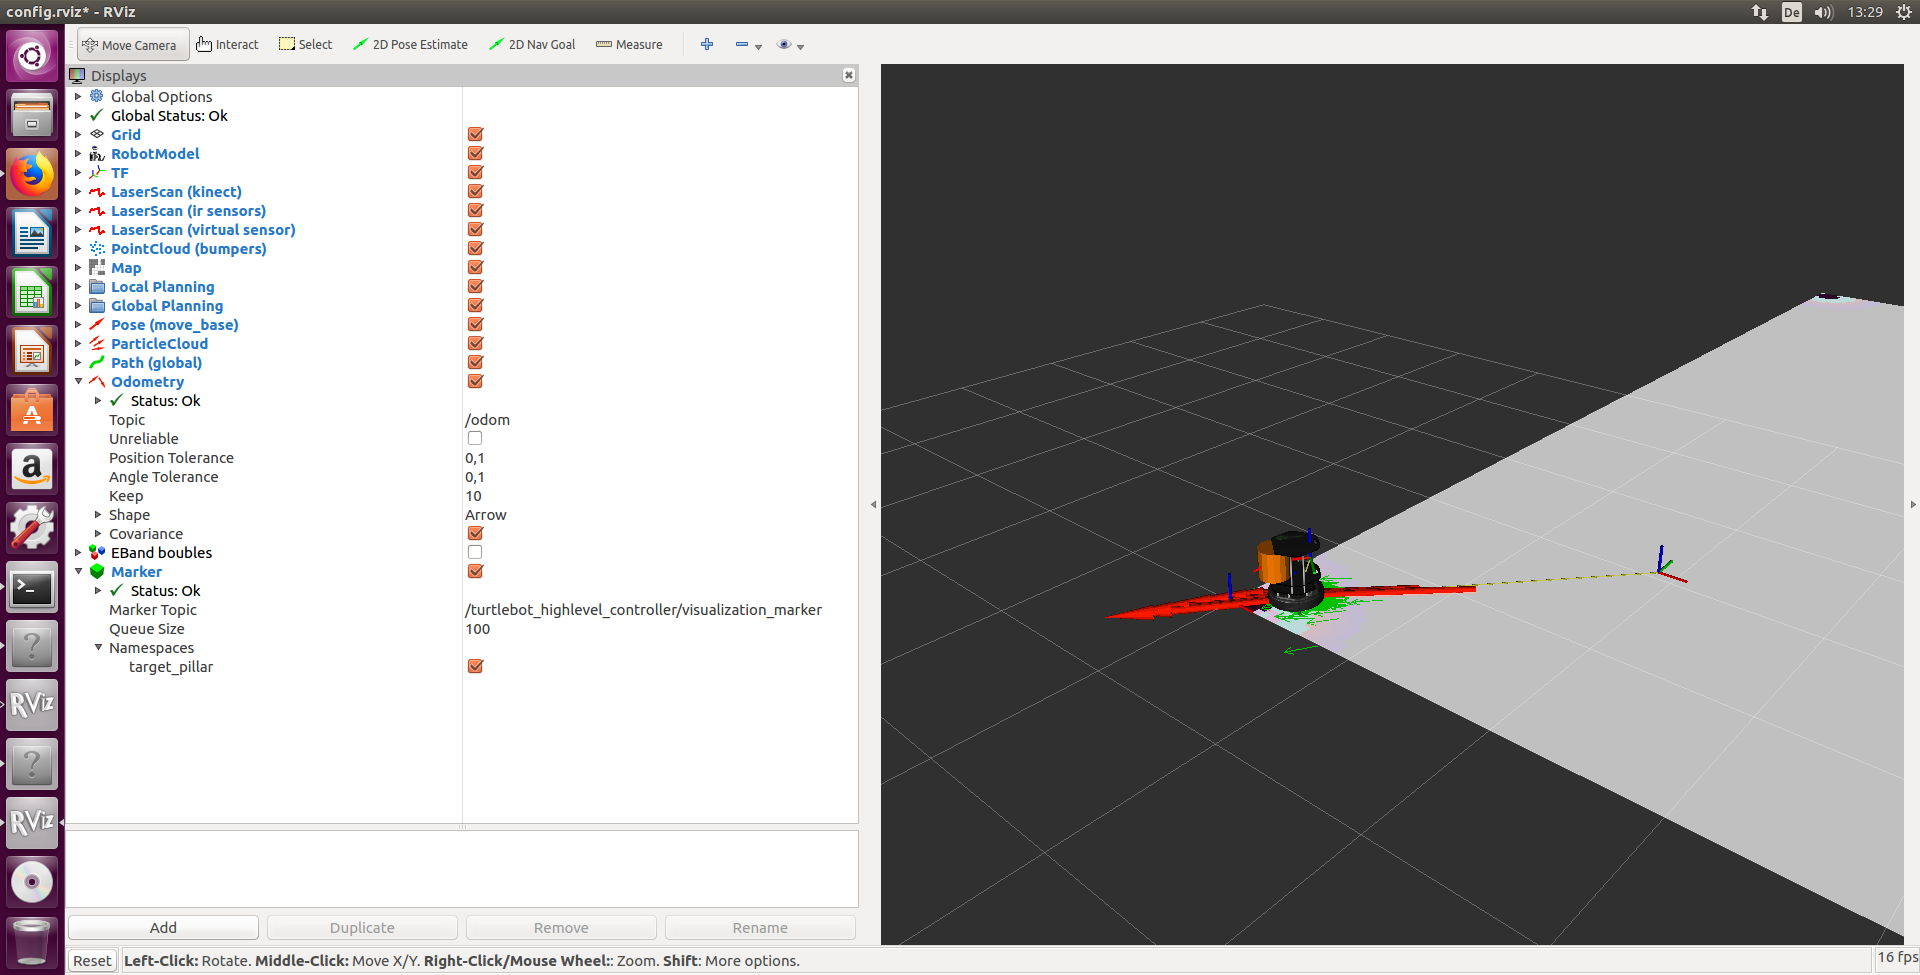 config.rviz* - RViz
De
13:29
Move Camera
Interact
Select
2D Pose Estimate
2D Nav Goal
Measure
Displays
Global Options
Global Status: Ok
Grid
RobotModel
TF
LaserScan (kinect)
LaserScan (ir sensors)
LaserScan (virtual sensor)
PointCloud (bumpers)
Map
Local Planning
Global Planning
Pose (move_base)
ParticleCloud
Path (global)
Odometry
Status: Ok
Topic /odom
Unreliable
Position Tolerance 0,1
Angle Tolerance 0,1
Keep 10
Shape Arrow
Covariance
EBand boubles
Marker
Status: Ok
Marker Topic /turtlebot_highlevel_controller/visualization_marker
Queue Size 100
Namespaces
target_pillar
RViz
RViz
Add
Duplicate
Remove
Rename
Reset
Left-Click: Rotate. Middle-Click: Move X/Y. Right-Click/Mouse Wheel:: Zoom. Shift: More options.
16 fps